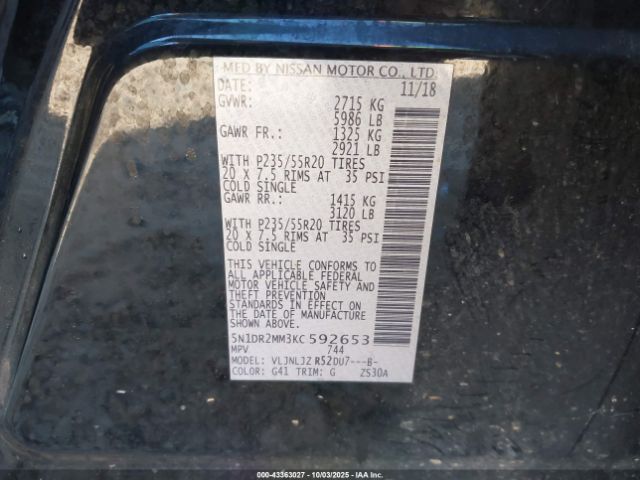 MFD BY NISSAN MOTOR CO., LTD.
DATE: 11/18
GVWR: 2715 KG
5986 LB
GAWR FR.: 1325 KG
2921 LB
WITH P235/55R20 TIRES
20 X 7.5 RIMS AT 35 PSI
COLD SINGLE
GAWR RR.: 1415 KG
3120 LB
WITH P235/55R20 TIRES
20 X 7.5 RIMS AT 35 PSI
COLD SINGLE
THIS VEHICLE CONFORMS TO
ALL APPLICABLE FEDERAL
MOTOR VEHICLE SAFETY AND
THEFT PREVENTION
STANDARDS IN EFFECT ON THE
DATE OF MANUFACTURE
SHOWN ABOVE.
5N1DR2MM3KC592653
MPV 744
MODEL: VLJNLJZ R52DU7---B-
COLOR: G41 TRIM: G ZS30A
000-43363027 - 10/03/2025 - IAAI.COM